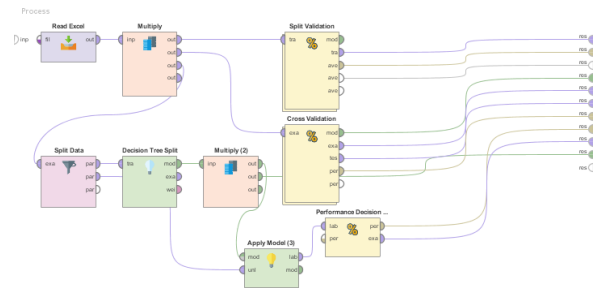 Process
Read Excel
Multiply
Split Validation
inp
fil
out
inp
out
out
out
out
tra
mod
tra
ave
ave
ave
res
res
res
res
res
res
res
res
res
res
res
Cross Validation
exa
mod
exa
tes
per
per
Split Data
Decision Tree Split
Multiply (2)
exa
par
par
par
tra
mod
exa
wei
inp
out
out
out
Performance Decision ...
lab
per
per
exa
Apply Model (3)
mod
unl
lab
mod